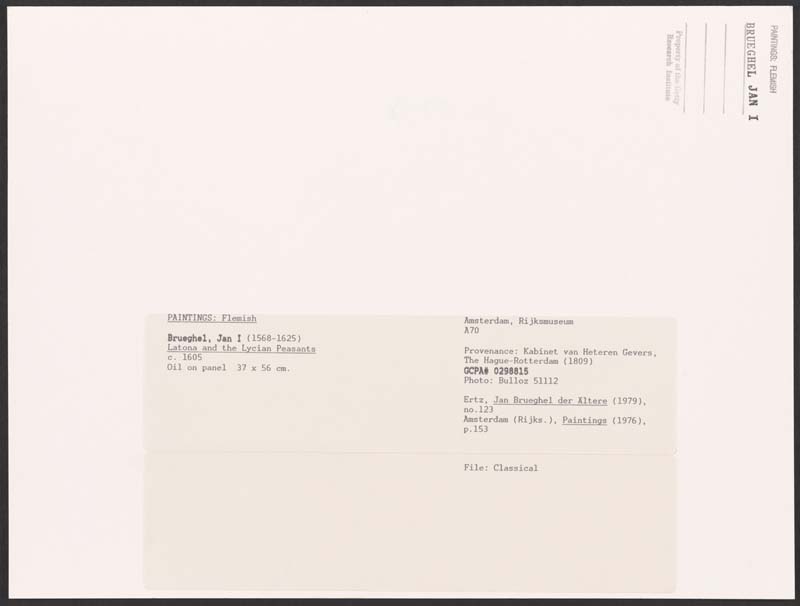 PAINTINGS: FLEMISH
BRUEGHEL JAN I
Property of the Getty
Research Institute
PAINTINGS: Flemish
Brueghel, Jan I (1568-1625)
Latona and the Lycian Peasants
c. 1605
Oil on panel  37 x 56 cm.
Amsterdam, Rijksmuseum
A70
Provenance: Kabinet van Heteren Gevers,
The Hague-Rotterdam (1809)
GCPA# 0298815
Photo: Bulloz 51112
Ertz, Jan Brueghel der Ältere (1979),
no.123
Amsterdam (Rijks.), Paintings (1976),
p.153
File: Classical